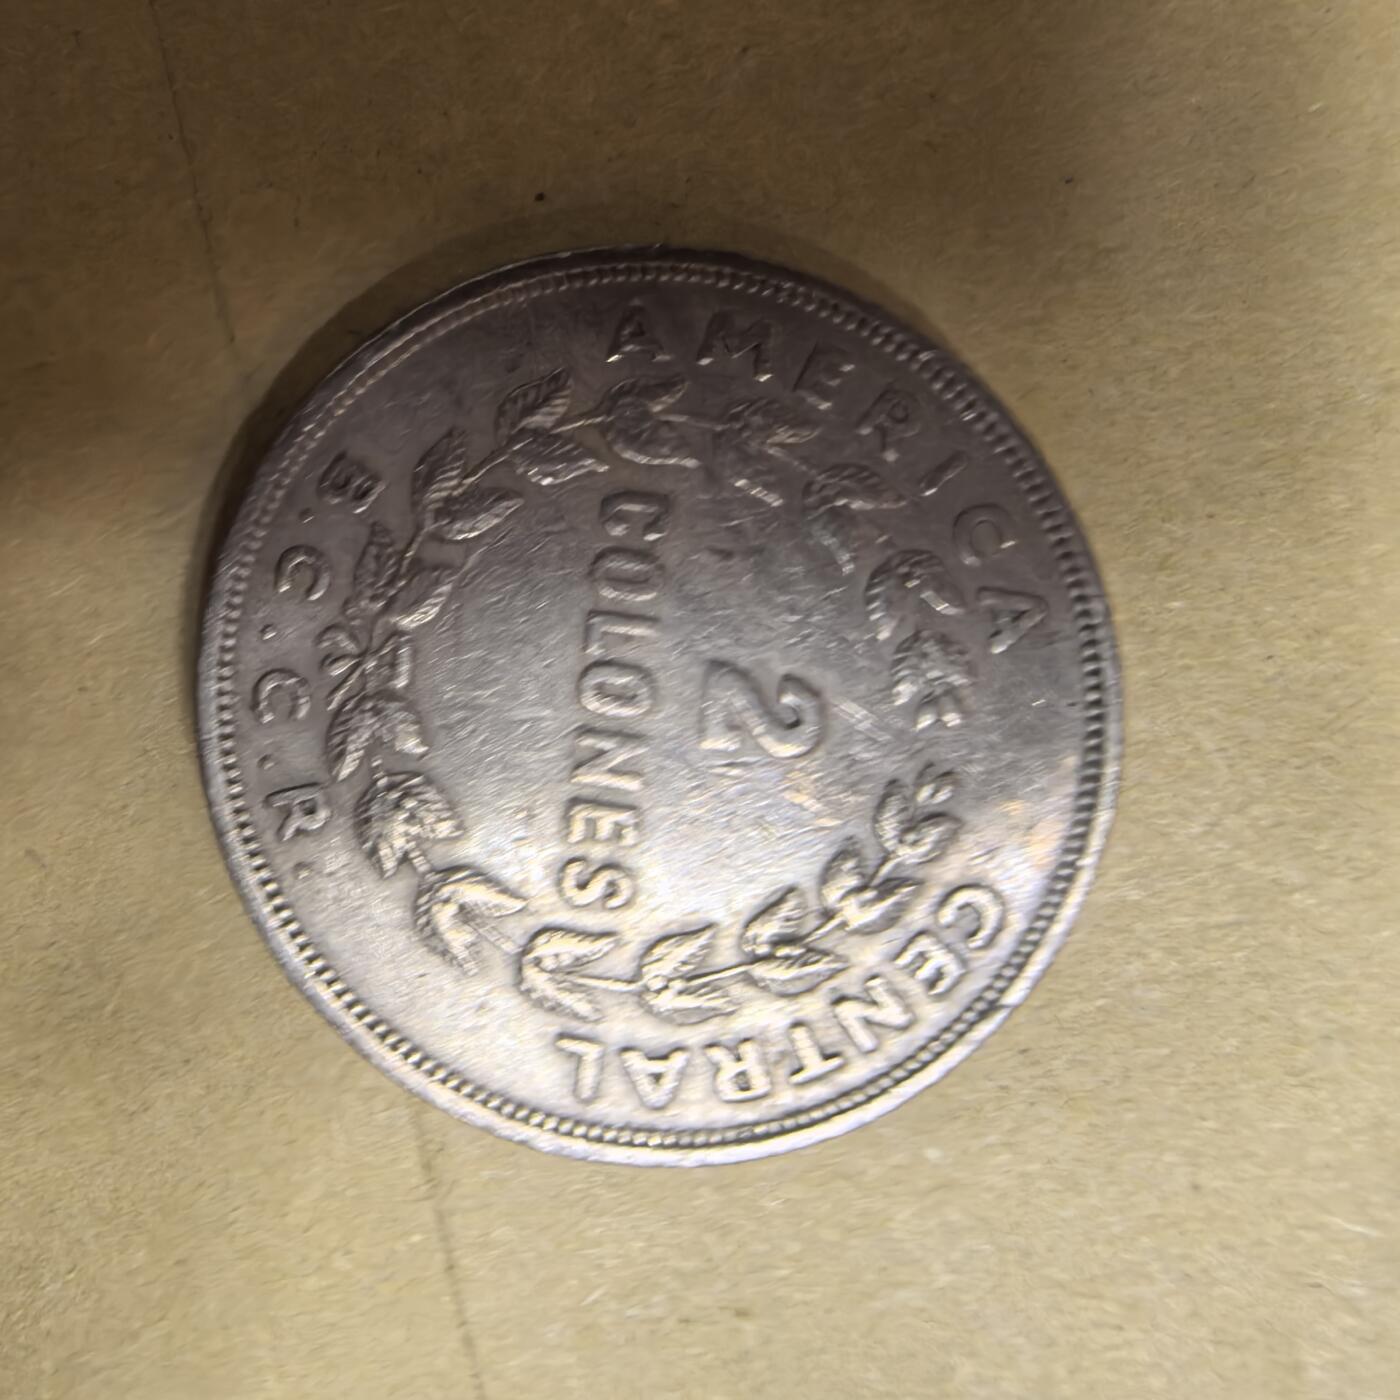 AMERICA CENTRAL
2
COLONES
B.C.C.R.